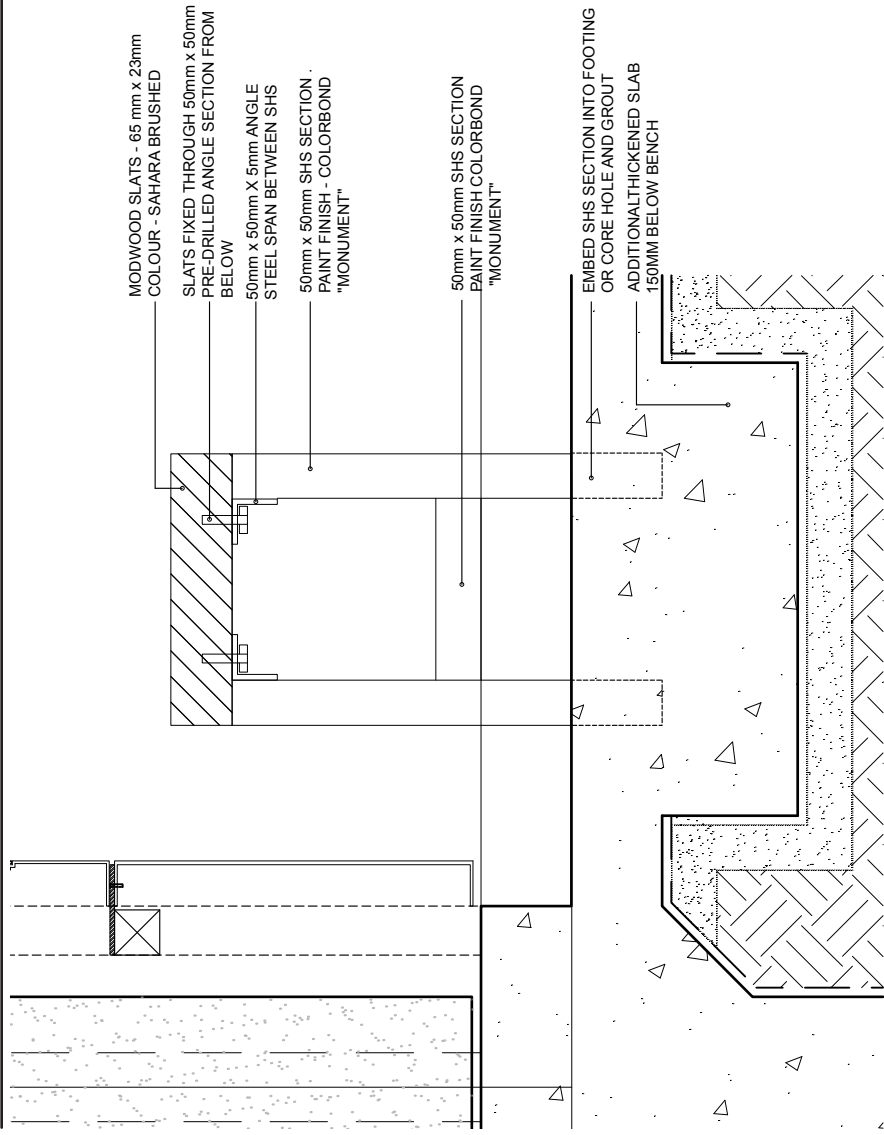 MODWOOD SLATS - 65 mm x 23mm
COLOUR - SAHARA BRUSHED
SLATS FIXED THROUGH 50mm x 50mm
PRE-DRILLED ANGLE SECTION FROM
BELOW
50mm x 50mm X 5mm ANGLE
STEEL SPAN BETWEEN SHS
50mm x 50mm SHS SECTION .
PAINT FINISH - COLORBOND
"MONUMENT"
50mm x 50mm SHS SECTION
PAINT FINISH COLORBOND
"MONUMENT"
EMBED SHS SECTION INTO FOOTING
OR CORE HOLE AND GROUT
ADDITIONALTHICKENED SLAB
150MM BELOW BENCH